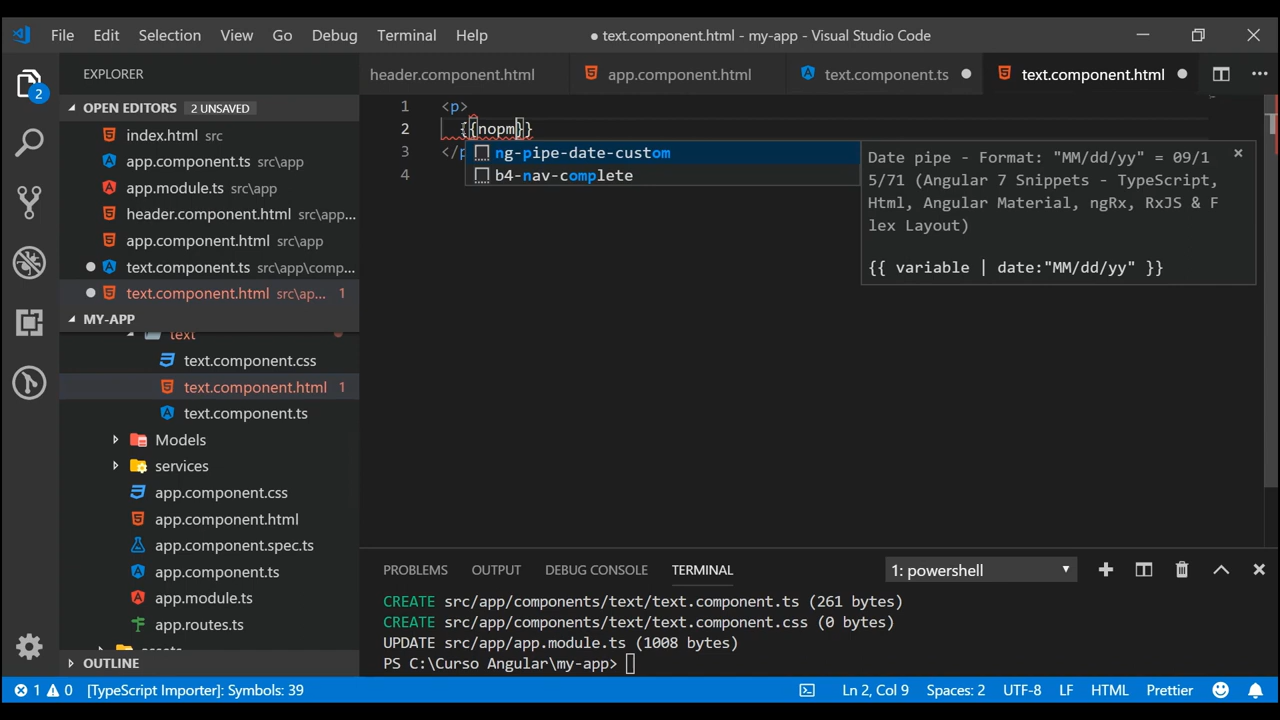 File Edit Selection View Go Debug Terminal Help ● text.component.html - my-app - Visual Studio Code
EXPLORER
header.component.html app.component.html text.component.ts ● text.component.html ●
2
OPEN EDITORS 2 UNSAVED
index.html src
app.component.ts src\app
app.module.ts src\app
header.component.html src\app...
app.component.html src\app
● text.component.ts src\app\comp...
● text.component.html src\ap... 1
MY-APP
text
text.component.css
text.component.html 1
text.component.ts
Models
services
app.component.css
app.component.html
app.component.spec.ts
app.component.ts
app.module.ts
app.routes.ts
OUTLINE
1 <p>
2 {{nopm}}
3 </p
4
ng-pipe-date-custom
b4-nav-complete
Date pipe - Format: "MM/dd/yy" = 09/1
5/71 (Angular 7 Snippets - TypeScript,
Html, Angular Material, ngRx, RxJS & F
lex Layout)
{{ variable | date:"MM/dd/yy" }}
PROBLEMS OUTPUT DEBUG CONSOLE TERMINAL 1: powershell
CREATE src/app/components/text/text.component.ts (261 bytes)
CREATE src/app/components/text/text.component.css (0 bytes)
UPDATE src/app/app.module.ts (1008 bytes)
PS C:\Curso Angular\my-app>
1 0 [TypeScript Importer]: Symbols: 39 Ln 2, Col 9 Spaces: 2 UTF-8 LF HTML Prettier